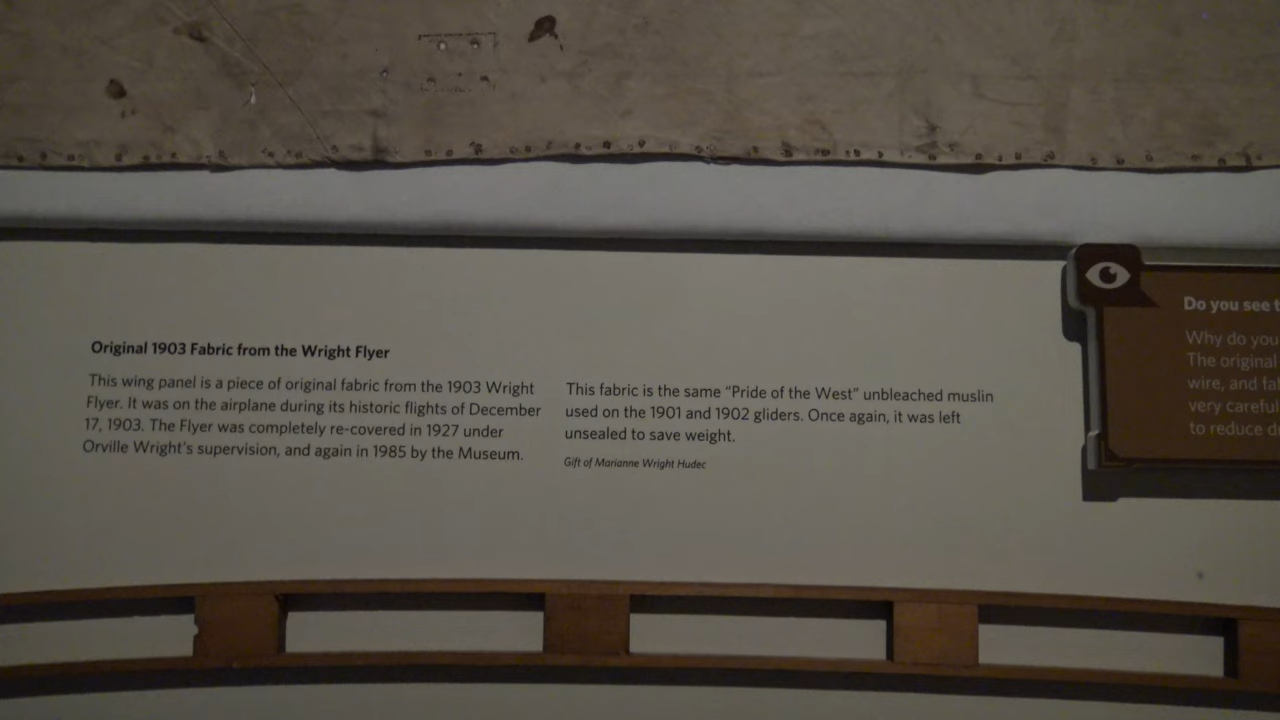 Original 1903 Fabric from the Wright Flyer
This wing panel is a piece of original fabric from the 1903 Wright
Flyer. It was on the airplane during its historic flights of December
17, 1903. The Flyer was completely re-covered in 1927 under
Orville Wright's supervision, and again in 1985 by the Museum.
This fabric is the same “Pride of the West” unbleached muslin
used on the 1901 and 1902 gliders. Once again, it was left
unsealed to save weight.
Gift of Marianne Wright Hudec
Do you see
Why do you
The original
wire, and
very
to reduce